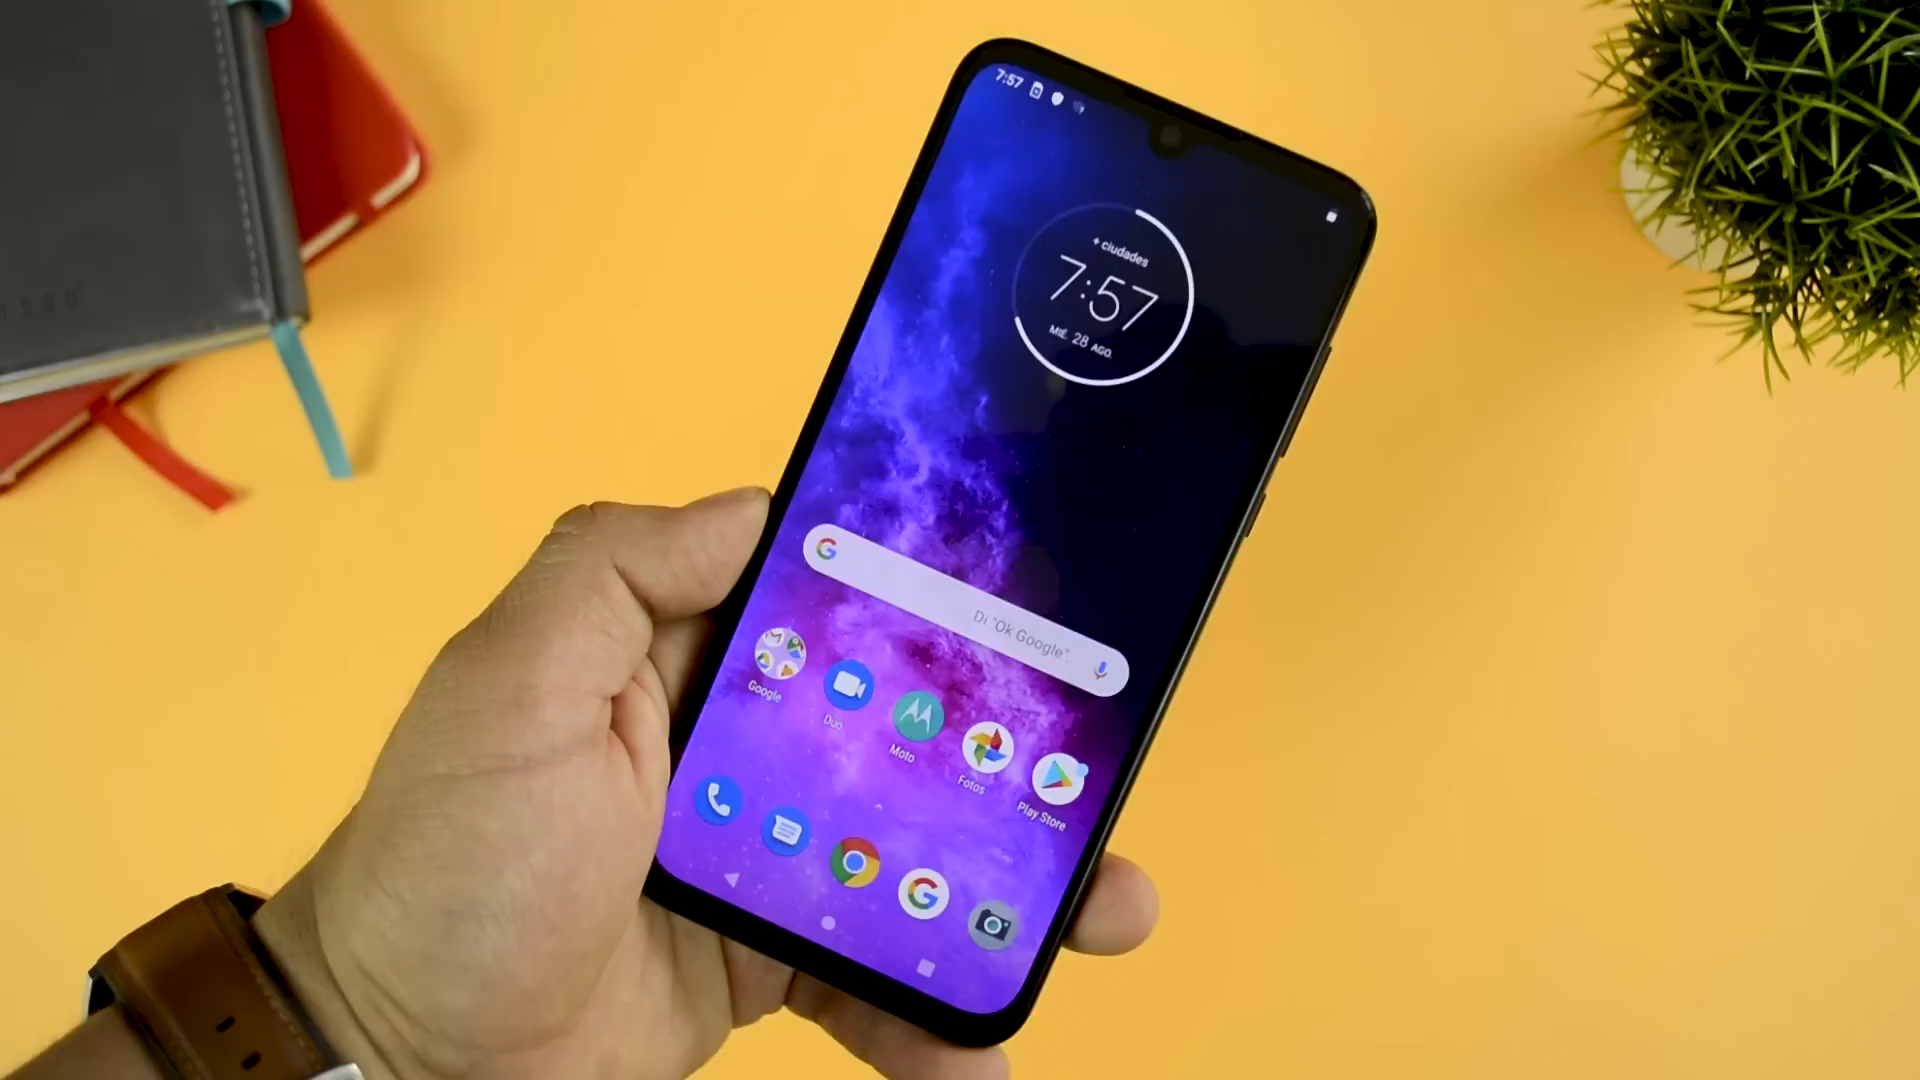 7:57
+ ciudades
7:57
MIÉ. 28 AGO.
G
Di "Ok Google".
Google
Duo
Moto
Fotos
Play Store
G